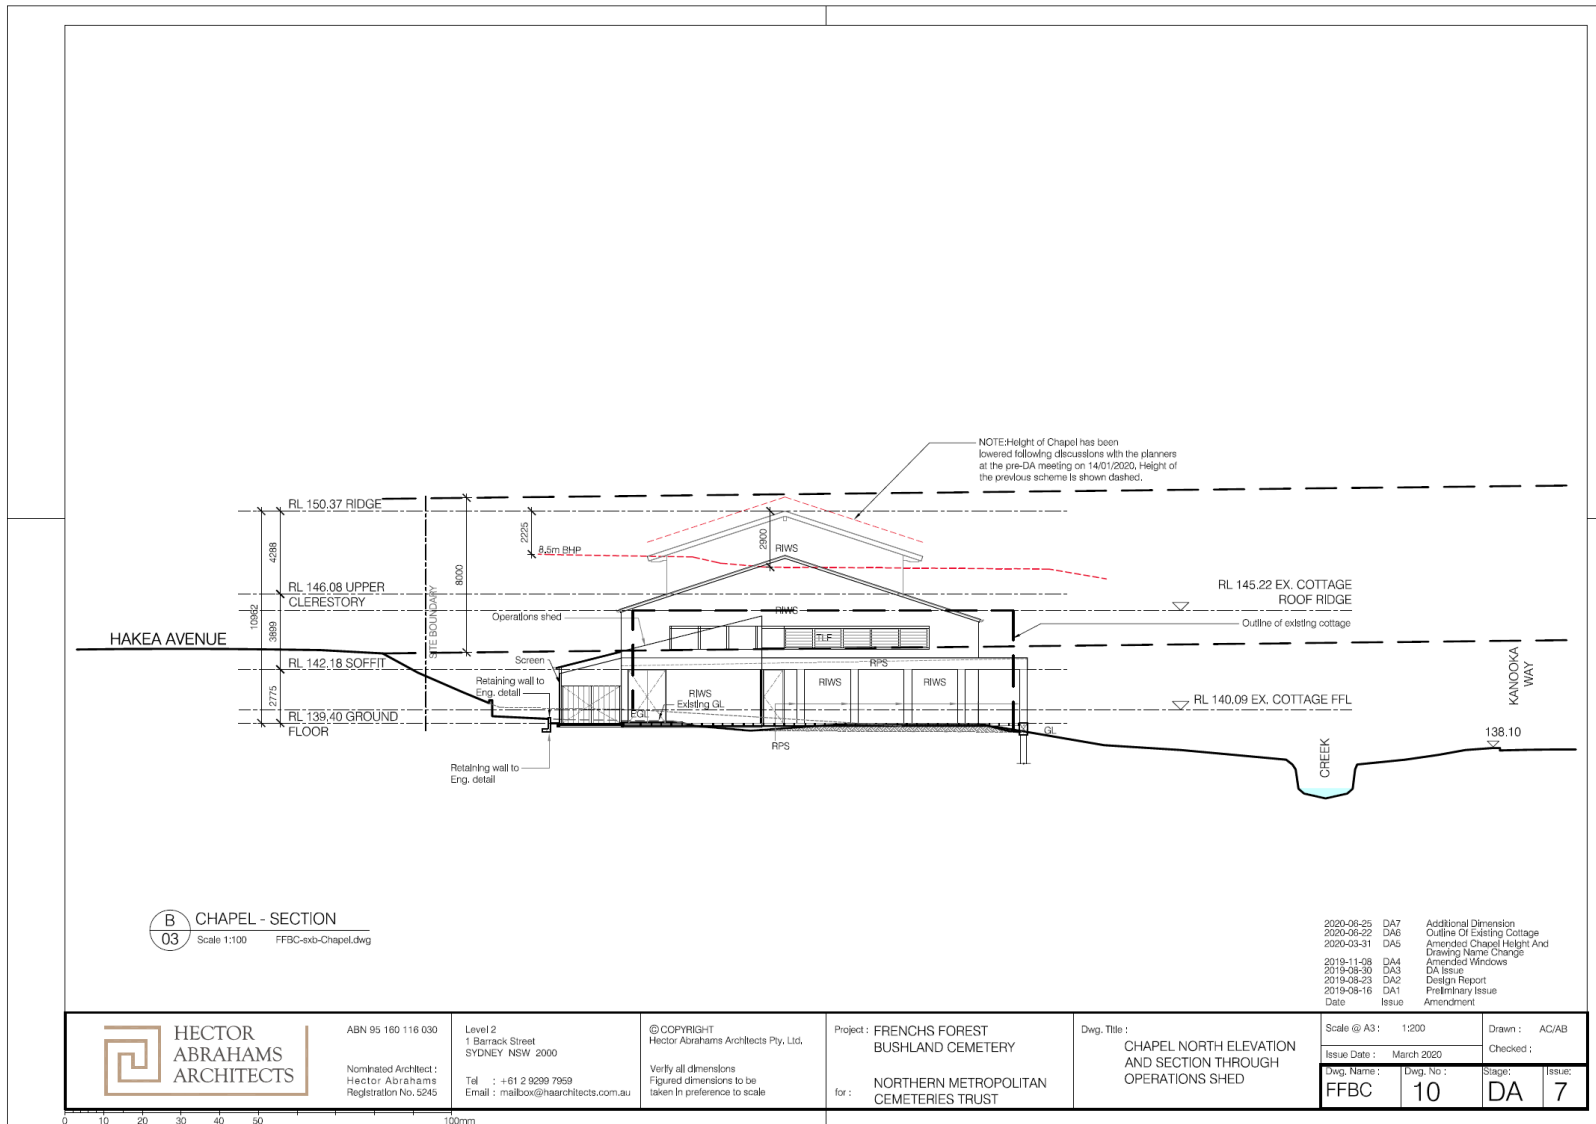 NOTE:Height of Chapel has been
lowered following discussions with the planners
at the pre-DA meeting on 14/01/2020, Height of
the previous scheme is shown dashed.
RL 150.37 RIDGE
2225
2900
8.5m BHP
RIWS
4288
8000
RL 146.08 UPPER
CLERESTORY
RL 145.22 EX. COTTAGE
ROOF RIDGE
10962
3899
SITE BOUNDARY
Operations shed
RIWS
Outline of existing cottage
HAKEA AVENUE
TLF
RL 142.18 SOFFIT
Screen
RPS
KANOOKA
WAY
Retaining wall to
Eng. detail
RIWS
Existing GL
RIWS
RIWS
2775
RL 140.09 EX. COTTAGE FFL
RL 139.40 GROUND
FLOOR
EGL
GL
138.10
RPS
CREEK
Retaining wall to
Eng. detail
B
03
CHAPEL - SECTION
Scale 1:100 FFBC-sxb-Chapel.dwg
2020-06-25 DA7 Additional Dimension
2020-06-22 DA6 Outline Of Existing Cottage
2020-03-31 DA5 Amended Chapel Height And
Drawing Name Change
2019-11-08 DA4 Amended Windows
2019-08-30 DA3 DA Issue
2019-08-23 DA2 Design Report
2019-08-16 DA1 Preliminary Issue
Date Issue Amendment
HECTOR
ABRAHAMS
ARCHITECTS
ABN 95 160 116 030
Nominated Architect :
Hector Abrahams
Registration No. 5245
Level 2
1 Barrack Street
SYDNEY NSW 2000
Tel : +61 2 9299 7959
Email : mailbox@haarchitects.com.au
© COPYRIGHT
Hector Abrahams Architects Pty. Ltd.
Verify all dimensions
Figured dimensions to be
taken in preference to scale
Project : FRENCHS FOREST
BUSHLAND CEMETERY
for : NORTHERN METROPOLITAN
CEMETERIES TRUST
Dwg. Title :
CHAPEL NORTH ELEVATION
AND SECTION THROUGH
OPERATIONS SHED
Scale @ A3 : 1:200
Drawn : AC/AB
Issue Date : March 2020
Checked :
Dwg. Name :
FFBC
Dwg. No :
10
Stage:
DA
Issue:
7
0 10 20 30 40 50 100mm